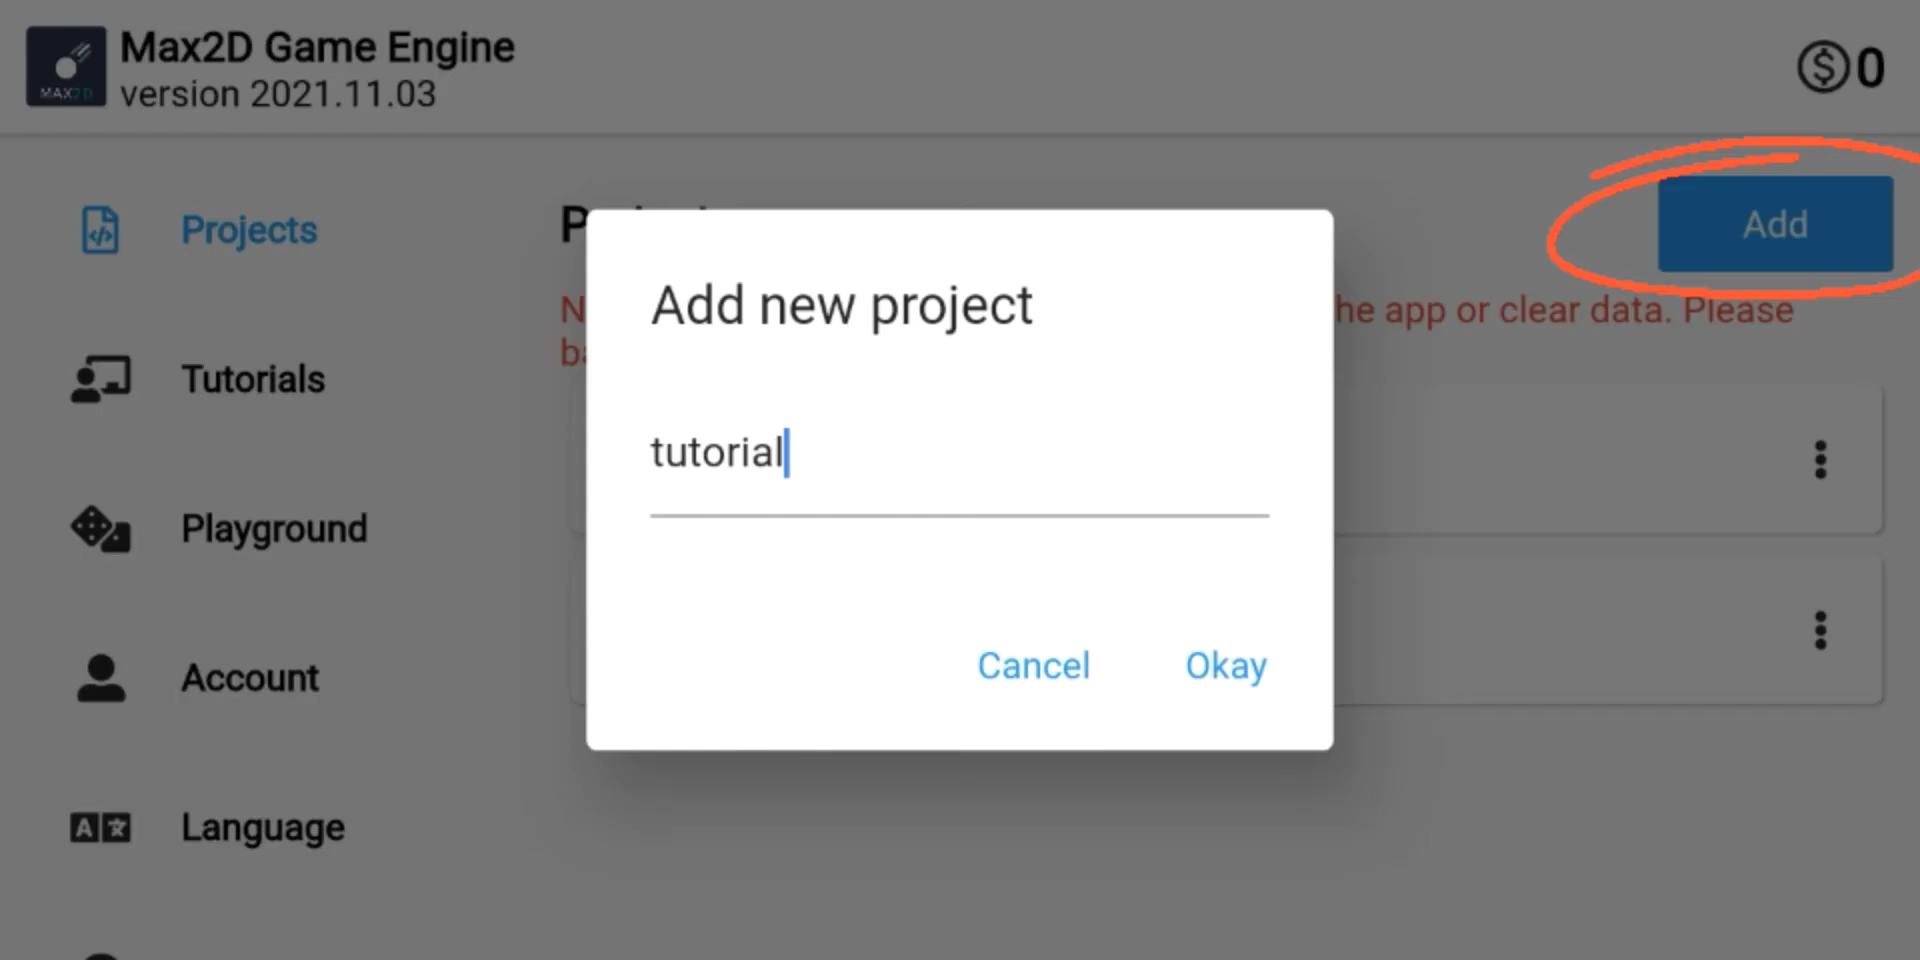 Max2D Game Engine
version 2021.11.03
0
MAX2D
Projects
Tutorials
Playground
Account
Language
Add
he app or clear data. Please
Add new project
tutorial
Cancel
Okay